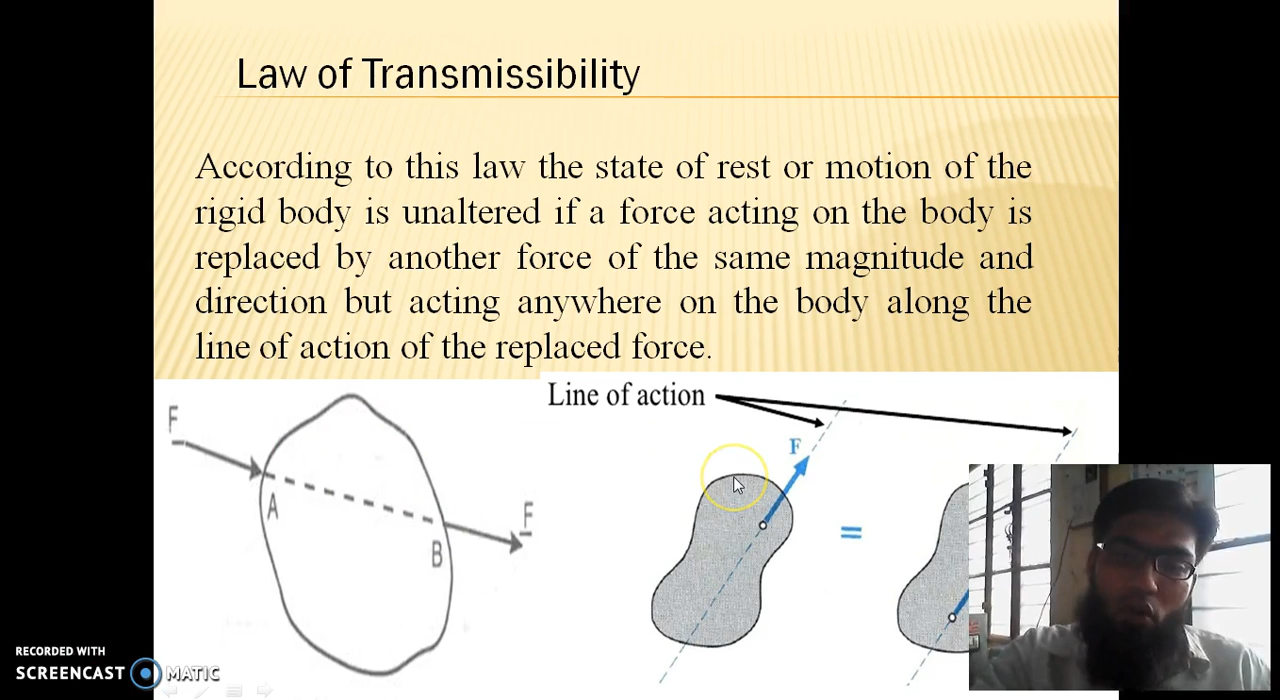 Law of Transmissibility
According to this law the state of rest or motion of the
rigid body is unaltered if a force acting on the body is
replaced by another force of the same magnitude and
direction but acting anywhere on the body along the
line of action of the replaced force.
Line of action
F
A
B
F
F
=
RECORDED WITH
SCREENCAST MATIC